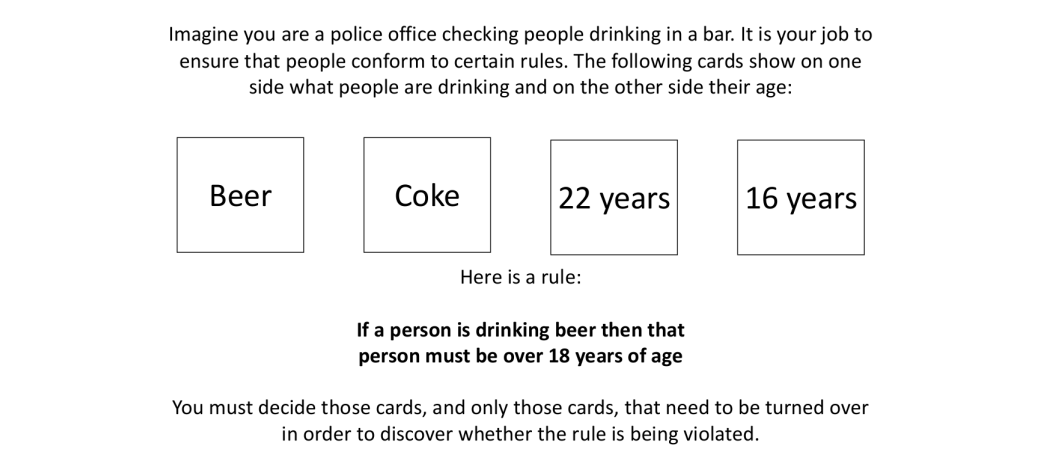 Imagine you are a police office checking people drinking in a bar. It is your job to
ensure that people conform to certain rules. The following cards show on one
side what people are drinking and on the other side their age:
Beer
Coke
22 years
16 years
Here is a rule:
If a person is drinking beer then that
person must be over 18 years of age
You must decide those cards, and only those cards, that need to be turned over
in order to discover whether the rule is being violated.